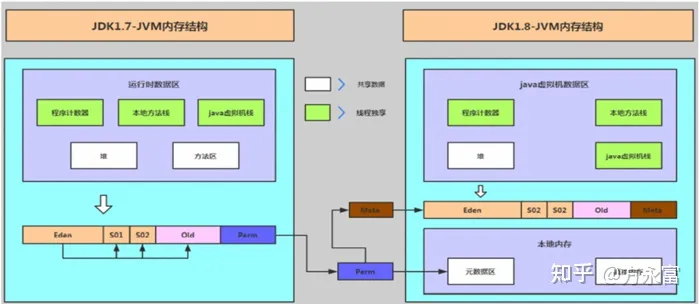 JDK1.7-JVM内存结构
JDK1.8-JVM内存结构
运行时数据区
程序计数器
本地方法栈
java虚拟机栈
堆
方法区
共享数据
线程独享
java虚拟机数据区
程序计数器
本地方法栈
堆
java虚拟机栈
Edan
S01
S02
Old
Perm
Meta
Perm
Eden
S02
S02
Old
Meta
本地内存
元数据区
知乎 @方永富